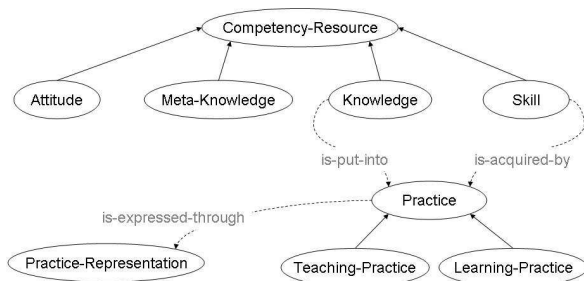 Competency-Resource
Attitude
Meta-Knowledge
Knowledge
Skill
is-put-into
is-acquired-by
Practice
is-expressed-through
Practice-Representation
Teaching-Practice
Learning-Practice